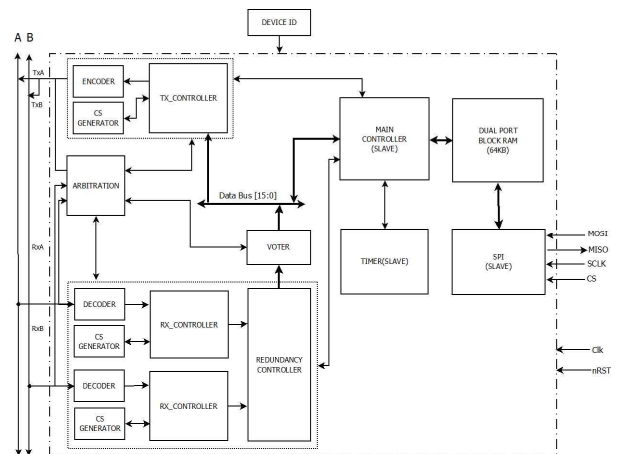 DEVICE ID
A B
TxA
TxB
ENCODER
CS
GENERATOR
TX_CONTROLLER
MAIN
CONTROLLER
(SLAVE)
DUAL PORT
BLOCK RAM
(64KB)
ARBITRATION
Data Bus [15:0]
VOTER
TIMER(SLAVE)
SPI
(SLAVE)
MOSI
MISO
SCLK
CS
RxA
RxB
DECODER
CS
GENERATOR
RX_CONTROLLER
DECODER
CS
GENERATOR
RX_CONTROLLER
REDUNDANCY
CONTROLLER
Clk
nRST